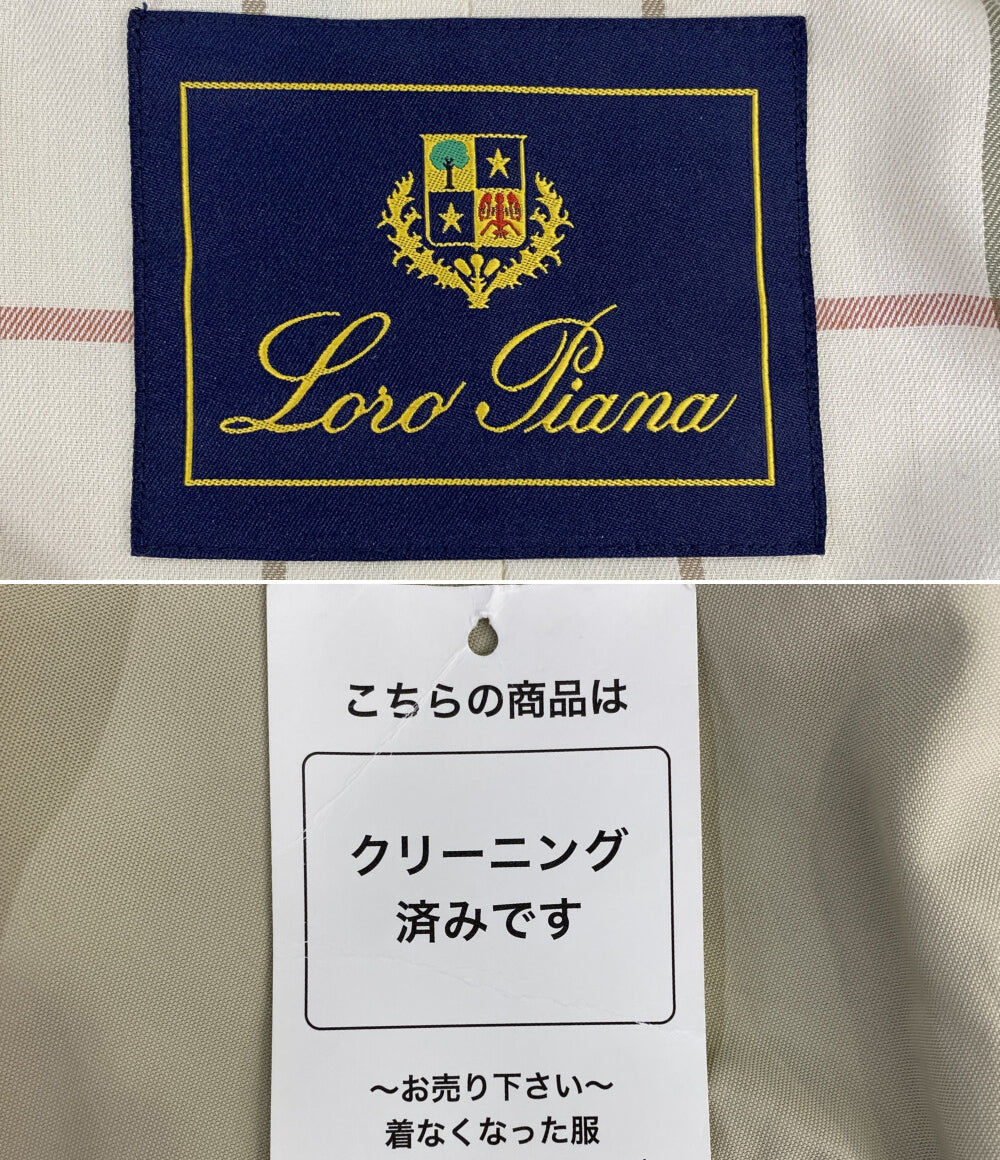 Loro Piana
こちらの商品は
クリーニング
済みです
～お売り下さい～
着なくなった服